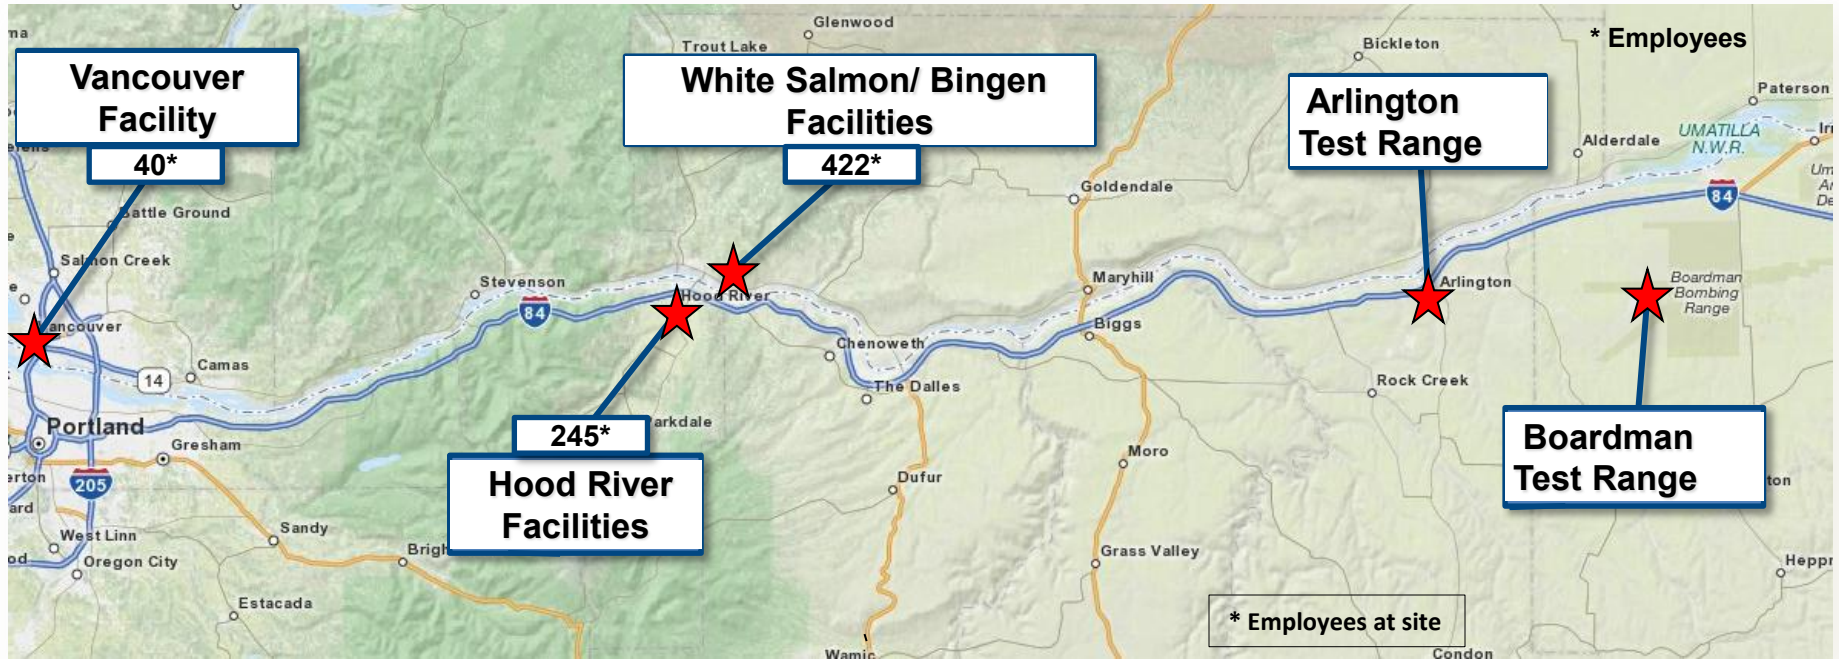 Glenwood
Trout Lake
Bickleton
* Employees
Vancouver
Facility
40*
White Salmon/ Bingen
Facilities
422*
Arlington
Test Range
Paterson
UMATILLA
N.W.R.
Alderdale
84
Goldendale
Battle Ground
Salmon Creek
Stevenson
Maryhill
Arlington
Boardman
Bombing
Range
Hood River
84
Vancouver
Biggs
Chenoweth
Camas
14
The Dalles
Rock Creek
Portland
Gresham
245*
Hood River
Facilities
Boardman
Test Range
Moro
Dufur
205
Sandy
West Linn
Oregon City
Grass Valley
Estacada
* Employees at site
Wamic
Condon